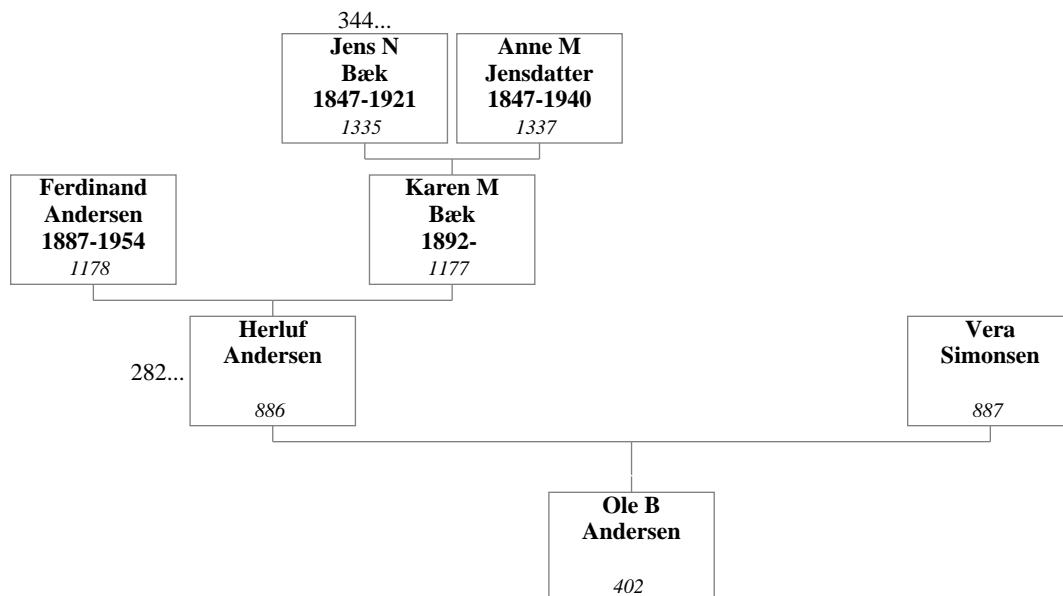 344...
Jens N
Bæk
1847-1921
1335
Anne M
Jensdatter
1847-1940
1337
Ferdinand
Andersen
1887-1954
1178
Karen M
Bæk
1892-
1177
282...
Herluf
Andersen
886
Vera
Simonsen
887
Ole B
Andersen
402